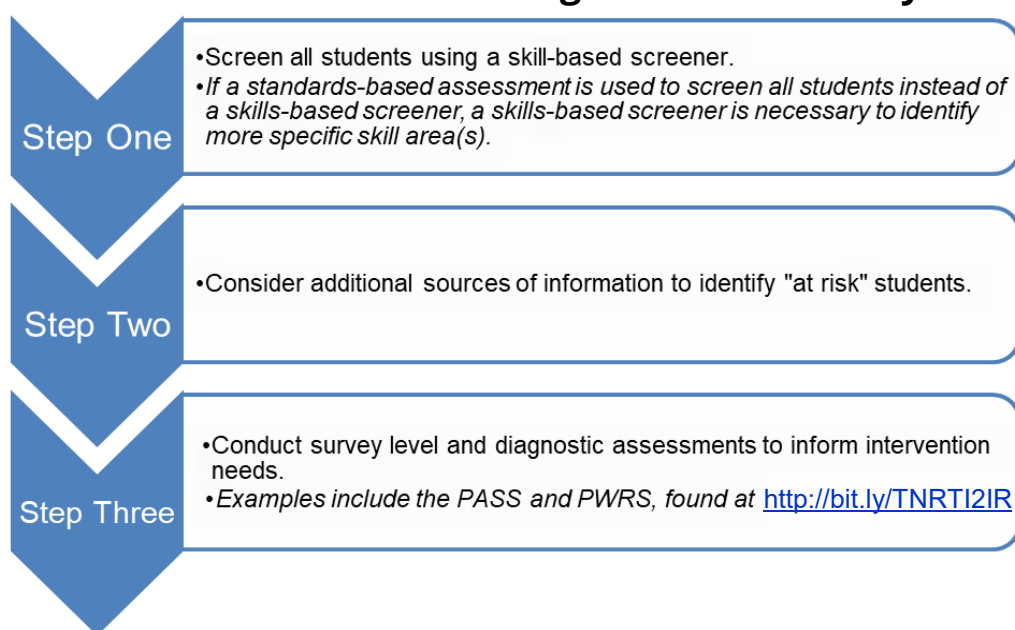 Step One
•Screen all students using a skill-based screener.
•If a standards-based assessment is used to screen all students instead of
a skills-based screener, a skills-based screener is necessary to identify
more specific skill area(s).
Step Two
•Consider additional sources of information to identify "at risk" students.
Step Three
•Conduct survey level and diagnostic assessments to inform intervention
needs.
•Examples include the PASS and PWRS, found at http://bit.ly/TNRTI2IR